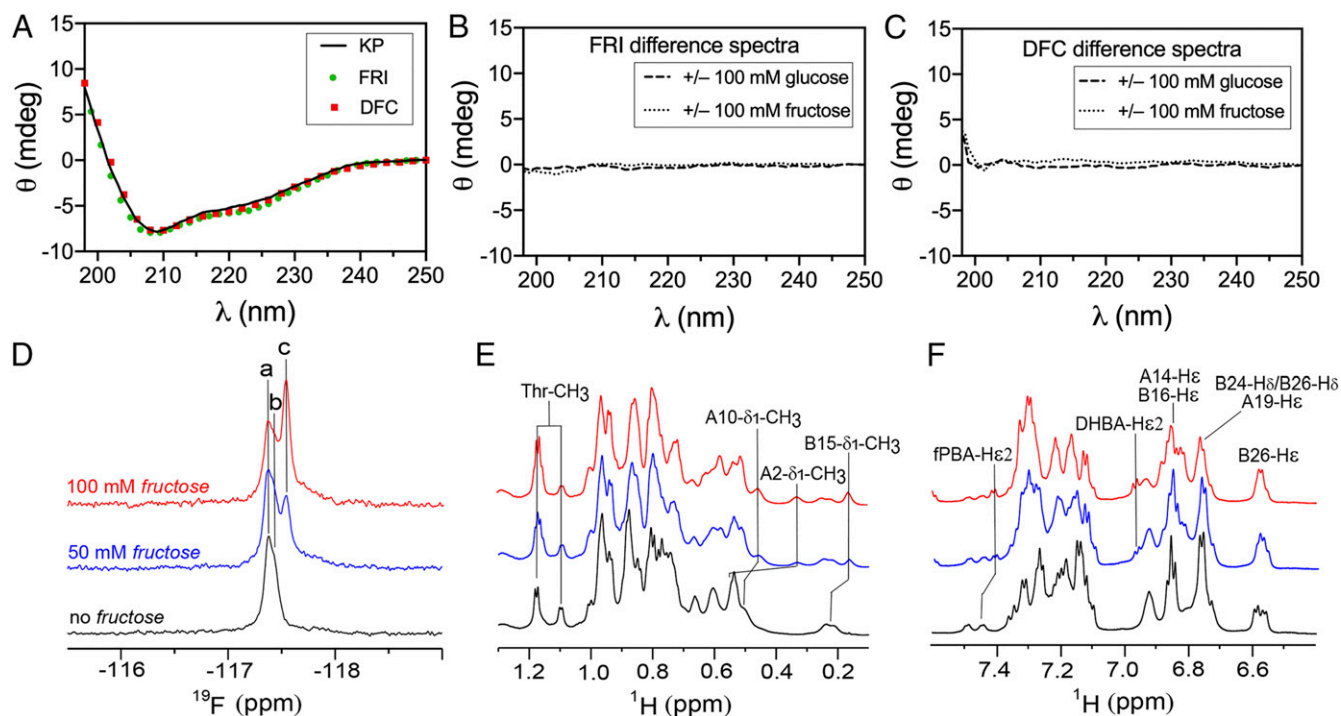 A
15
10
5
0
-5
-10
θ (mdeg)
KP
FRI
DFC
200 210 220 230 240 250
λ (nm)
B
15
10
5
0
-5
-10
θ (mdeg)
FRI difference spectra
+/– 100 mM glucose
+/– 100 mM fructose
200 210 220 230 240 250
λ (nm)
C
15
10
5
0
-5
-10
θ (mdeg)
DFC difference spectra
+/– 100 mM glucose
+/– 100 mM fructose
200 210 220 230 240 250
λ (nm)
D
a
b
c
100 mM fructose
50 mM fructose
no fructose
-116 -117 -118
19F (ppm)
E
Thr-CH3
A10-δ1-CH3
B15-δ1-CH3
A2-δ1-CH3
1.2 1.0 0.8 0.6 0.4 0.2
1H (ppm)
F
fPBA-Hε2
DHBA-Hε2
A14-Hε
B16-Hε
B24-Hδ/B26-Hδ
A19-Hε
B26-Hε
7.4 7.2 7.0 6.8 6.6
1H (ppm)